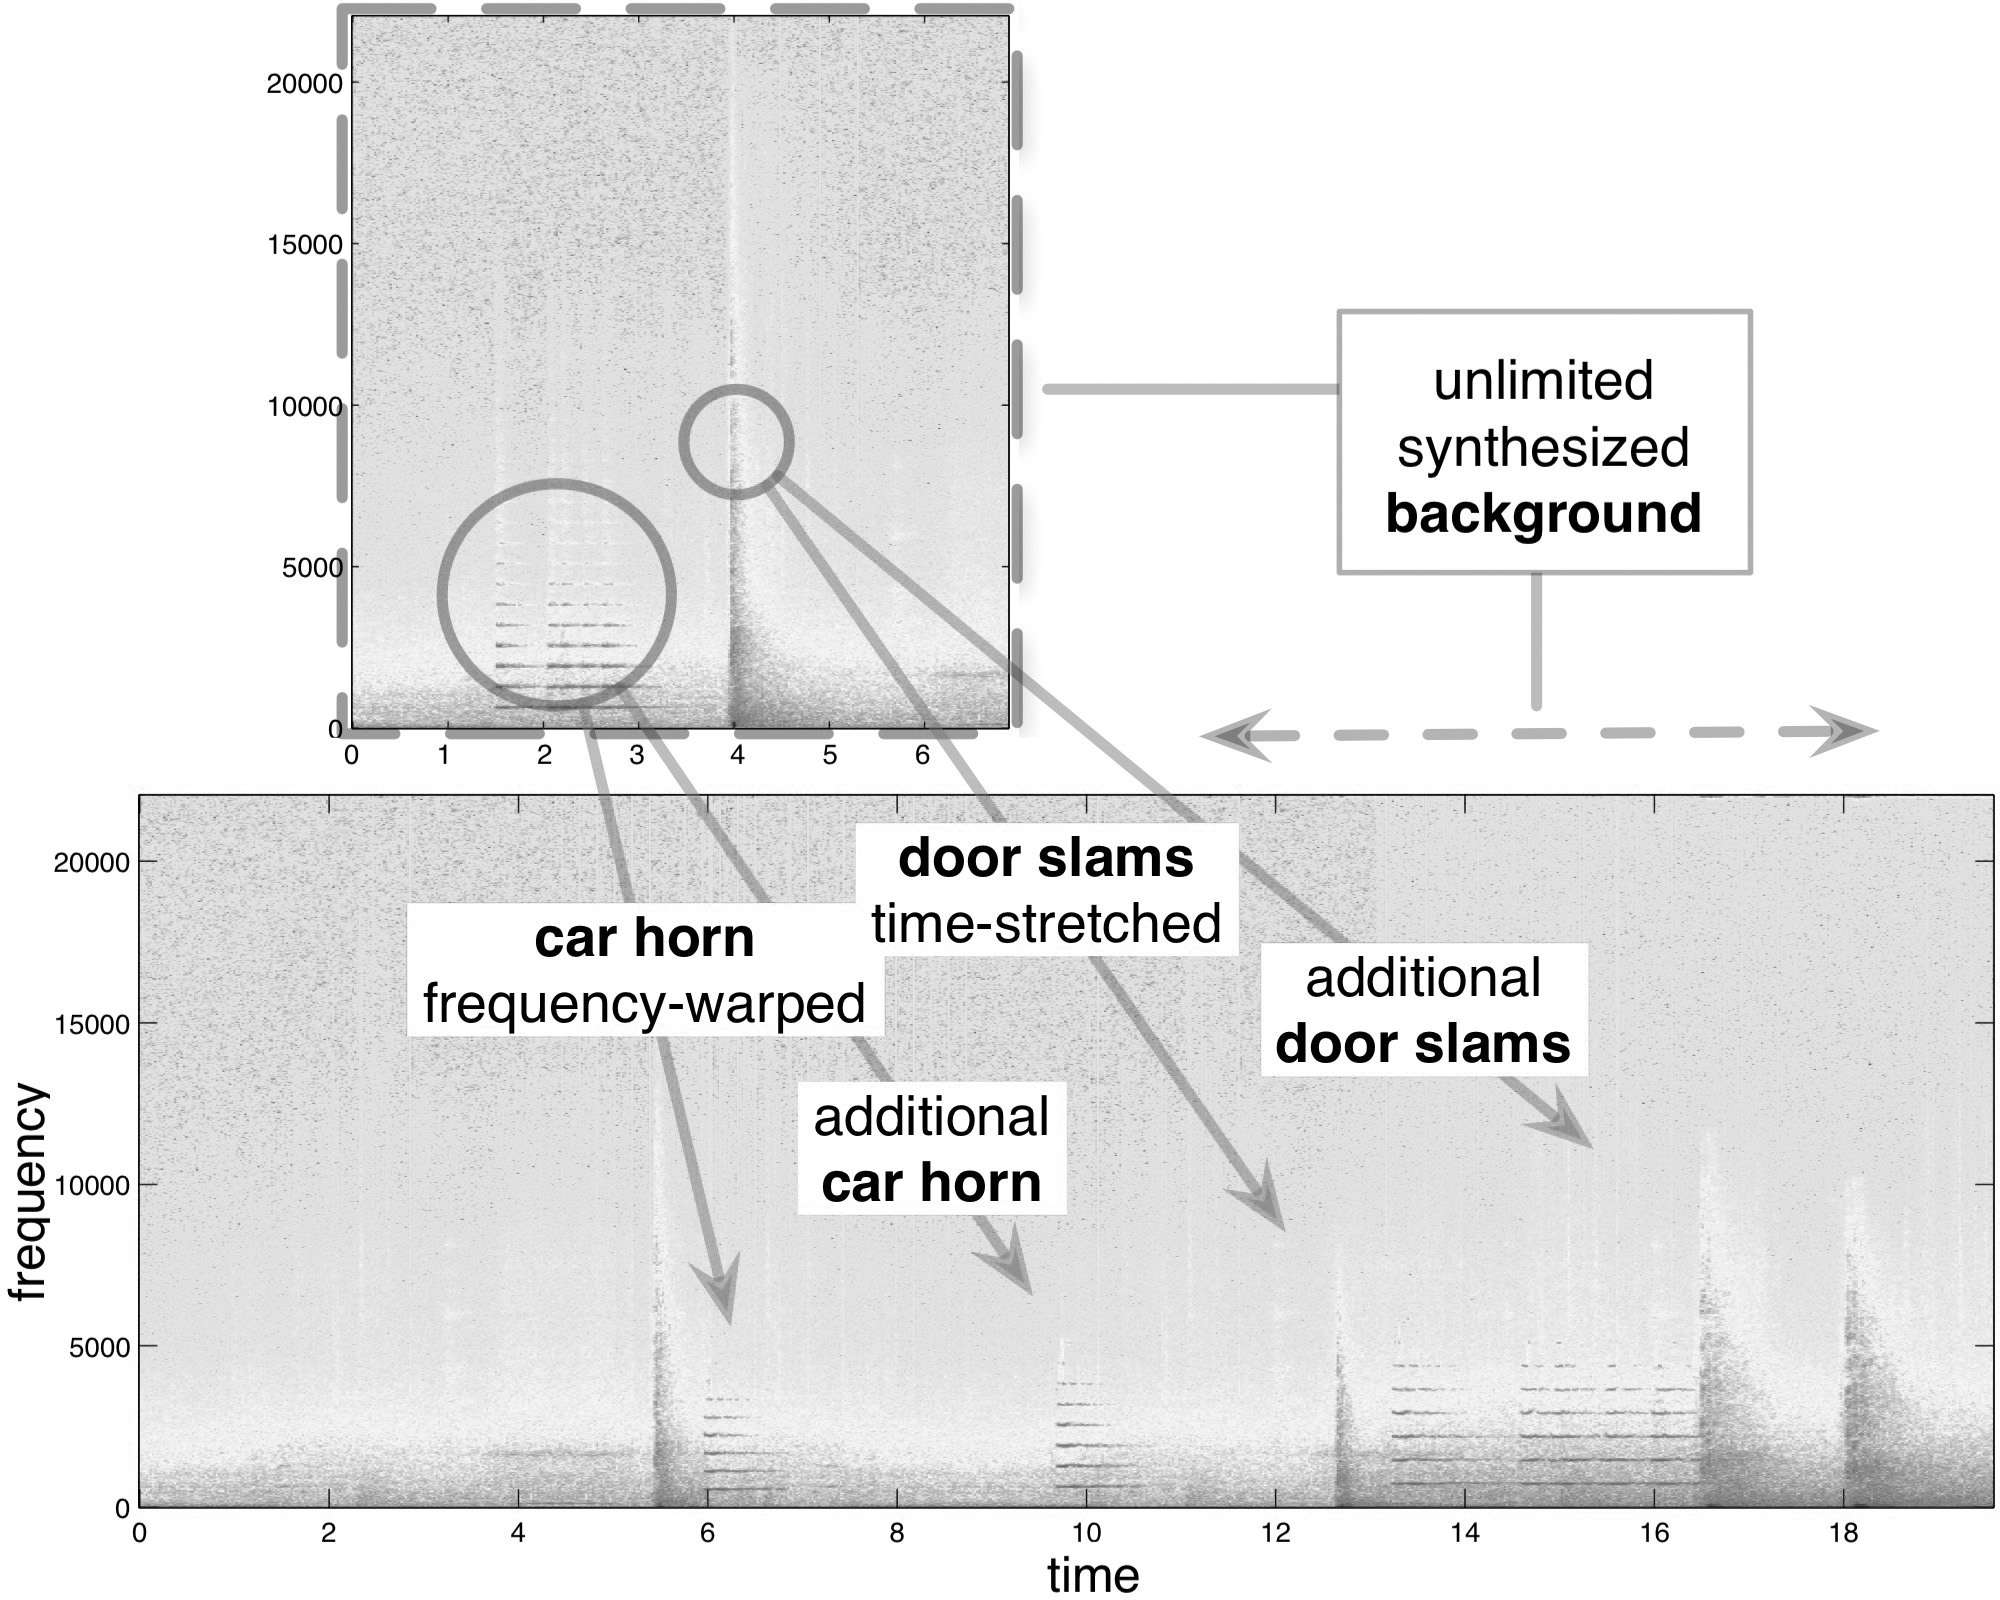 20000
15000
10000
5000
0
0 1 2 3 4 5 6
unlimited
synthesized
background
20000
15000
10000
5000
0
frequency
door slams
time-stretched
car horn
frequency-warped
additional
door slams
additional
car horn
0 2 4 6 8 10 12 14 16 18
time